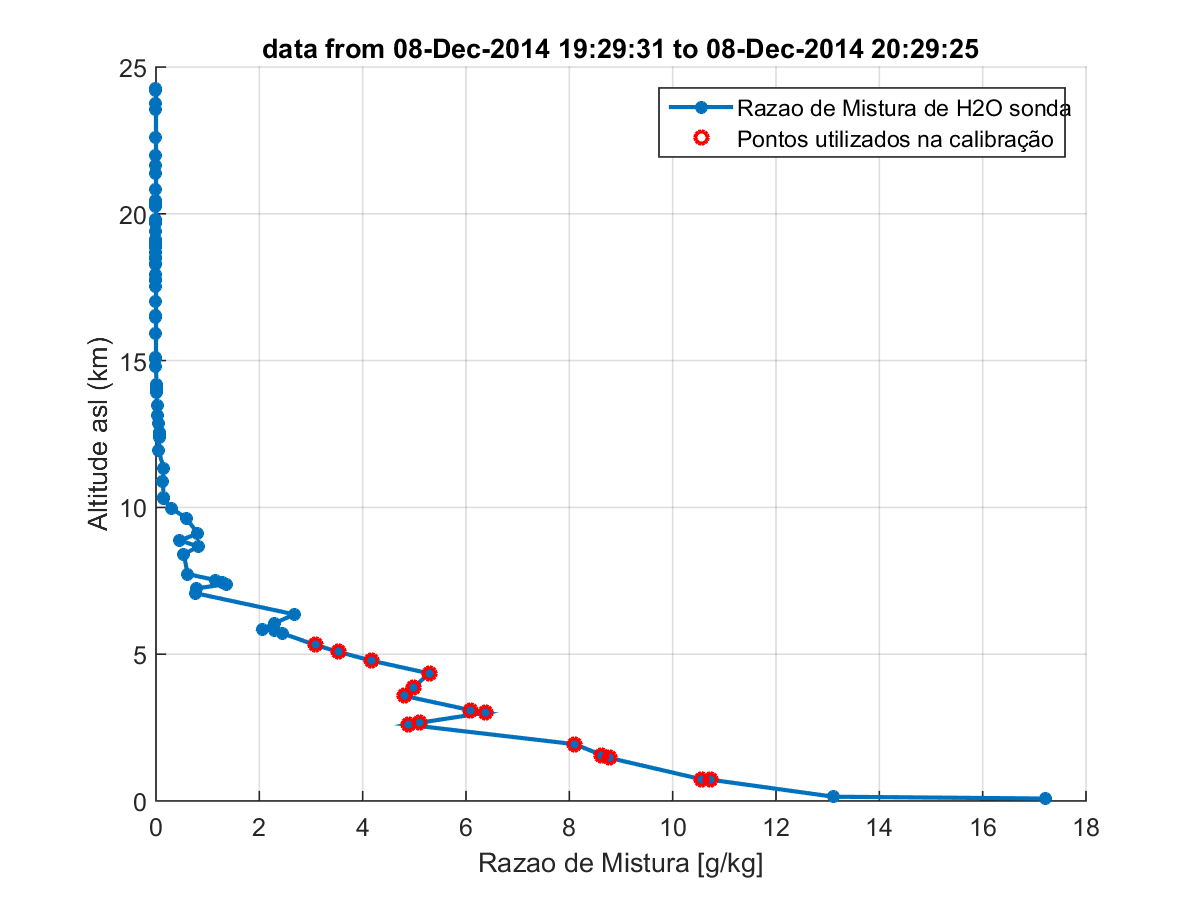 data from 08-Dec-2014 19:29:31 to 08-Dec-2014 20:29:25
25
20
15
10
5
0
Altitude asl (km)
Razao de Mistura de H2O sonda
Pontos utilizados na calibração
0 2 4 6 8 10 12 14 16 18
Razao de Mistura [g/kg]